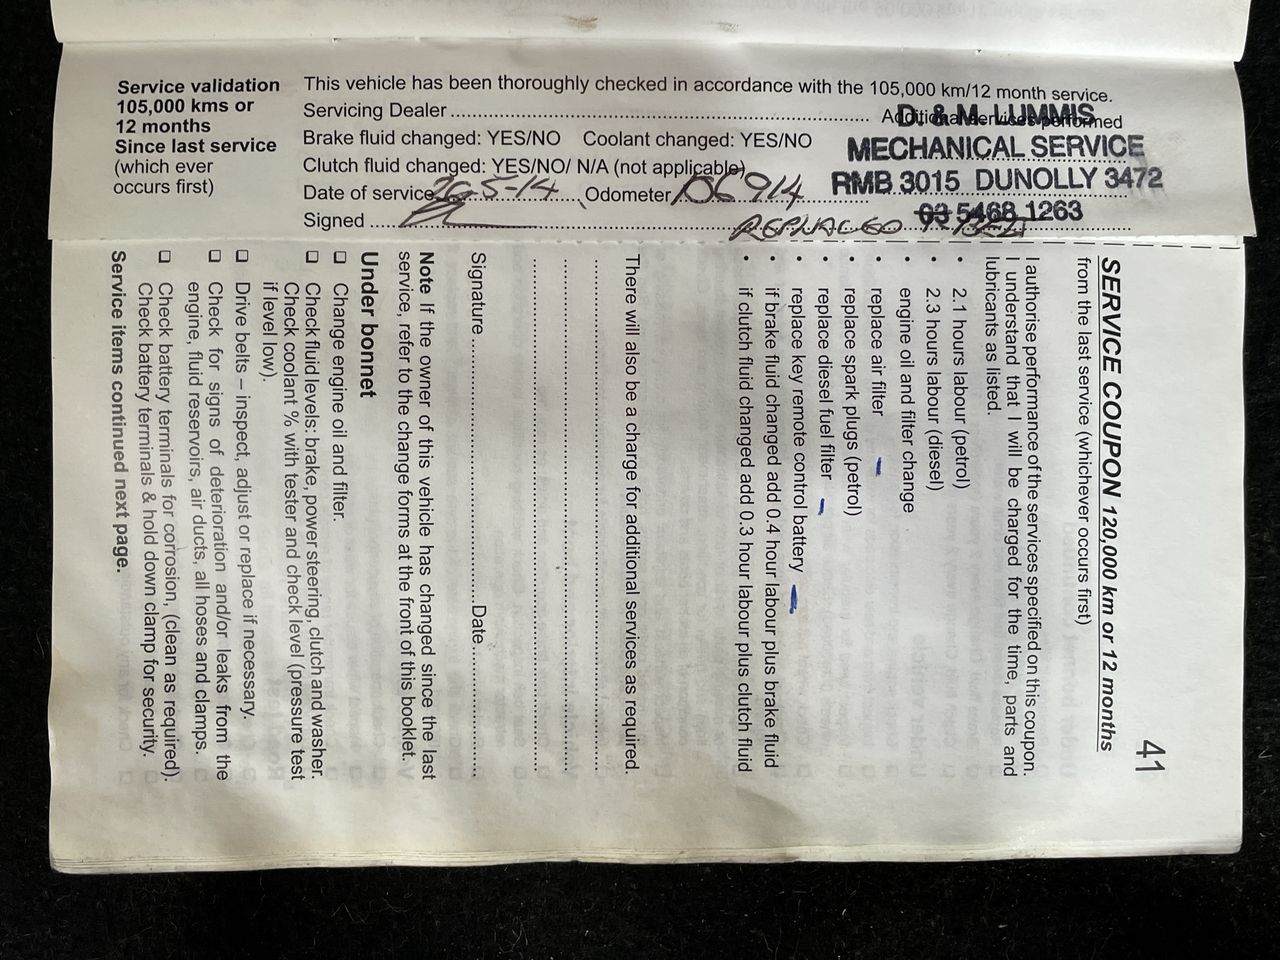 Service validation
105,000 kms or
12 months
Since last service
(which ever
occurs first)
This vehicle has been thoroughly checked in accordance with the 105,000 km/12 month service.
Servicing Dealer
Additional services performed
Brake fluid changed: YES/NO Coolant changed: YES/NO
Clutch fluid changed: YES/NO/ N/A (not applicable)
Date of service 26-5-14 Odometer 106914
Signed
REPLACED
D. & M. LUMMIS
MECHANICAL SERVICE
RMB 3015 DUNOLLY 3472
03 5468 1263
41
SERVICE COUPON 120,000 km or 12 months
from the last service (whichever occurs first)
I authorise performance of the services specified on this coupon.
I understand that I will be charged for the time, parts and
lubricants as listed.
• 2.1 hours labour (petrol)
• 2.3 hours labour (diesel)
• engine oil and filter change
• replace air filter
• replace spark plugs (petrol)
• replace diesel fuel filter
• replace key remote control battery
• if brake fluid changed add 0.4 hour labour plus brake fluid
• if clutch fluid changed add 0.3 hour labour plus clutch fluid
There will also be a charge for additional services as required.
Signature Date
Note If the owner of this vehicle has changed since the last
service, refer to the change forms at the front of this booklet.
Under bonnet
❑ Change engine oil and filter.
❑ Check fluid levels: brake, power steering, clutch and washer.
Check coolant % with tester and check level (pressure test
if level low).
❑ Drive belts – inspect, adjust or replace if necessary.
❑ Check for signs of deterioration and/or leaks from the
engine, fluid reservoirs, air ducts, all hoses and clamps.
❑ Check battery terminals for corrosion, (clean as required).
Check battery terminals & hold down clamp for security.
Service items continued next page.